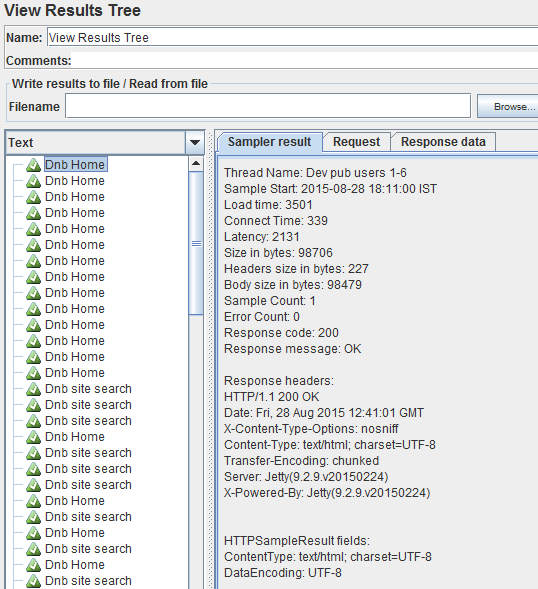 View Results Tree
Name: View Results Tree
Comments:
Write results to file / Read from file
Filename
Browse...
Text
Dnb Home
Dnb Home
Dnb Home
Dnb Home
Dnb Home
Dnb Home
Dnb Home
Dnb Home
Dnb Home
Dnb Home
Dnb Home
Dnb Home
Dnb Home
Dnb Home
Dnb site search
Dnb site search
Dnb site search
Dnb Home
Dnb site search
Dnb site search
Dnb site search
Dnb Home
Dnb site search
Dnb Home
Dnb site search
Dnb Home
Dnb site search
Sampler result
Request
Response data
Thread Name: Dev pub users 1-6
Sample Start: 2015-08-28 18:11:00 IST
Load time: 3501
Connect Time: 339
Latency: 2131
Size in bytes: 98706
Headers size in bytes: 227
Body size in bytes: 98479
Sample Count: 1
Error Count: 0
Response code: 200
Response message: OK
Response headers:
HTTP/1.1 200 OK
Date: Fri, 28 Aug 2015 12:41:01 GMT
X-Content-Type-Options: nosniff
Content-Type: text/html; charset=UTF-8
Transfer-Encoding: chunked
Server: Jetty(9.2.9.v20150224)
X-Powered-By: Jetty(9.2.9.v20150224)
HTTPSampleResult fields:
ContentType: text/html; charset=UTF-8
DataEncoding: UTF-8